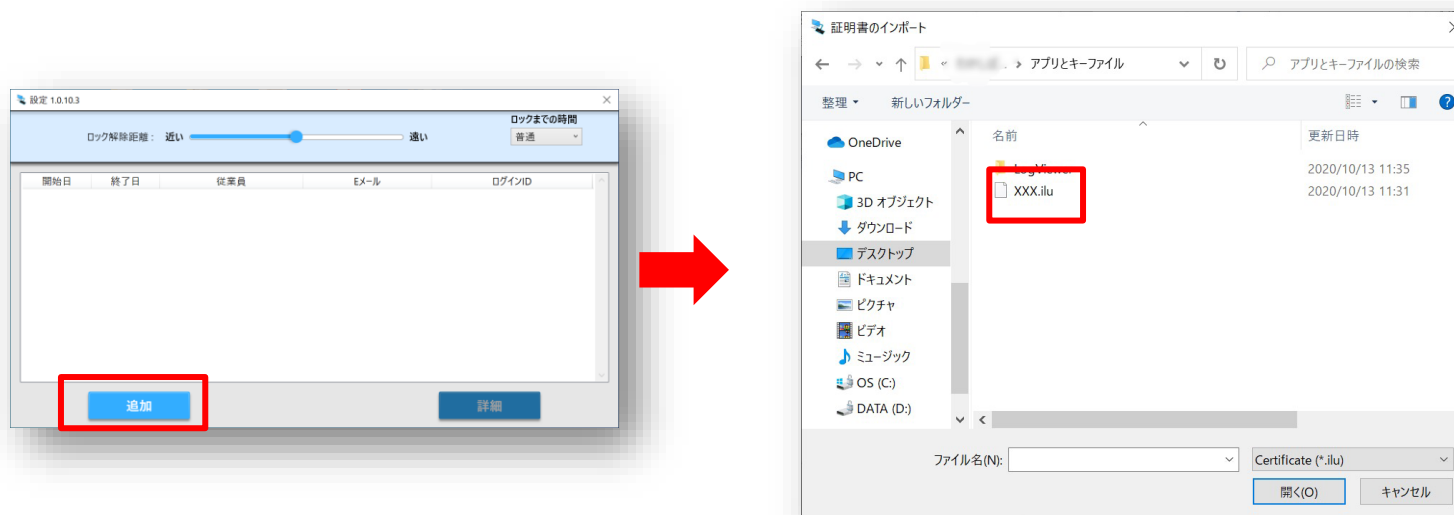 設定 1.0.10.3
ロックまでの時間
ロック解除距離： 近い 遠い 普通
開始日 終了日 従業員 Eメール ログインID
追加 詳細
証明書のインポート
« › アプリとキーファイル アプリとキーファイルの検索
整理 新しいフォルダー
名前 更新日時
OneDrive
LogViewer 2020/10/13 11:35
PC
XXX.ilu 2020/10/13 11:31
3D オブジェクト
ダウンロード
デスクトップ
ドキュメント
ピクチャ
ビデオ
ミュージック
OS (C:)
DATA (D:)
ファイル名(N): Certificate (*.ilu)
開く(O) キャンセル